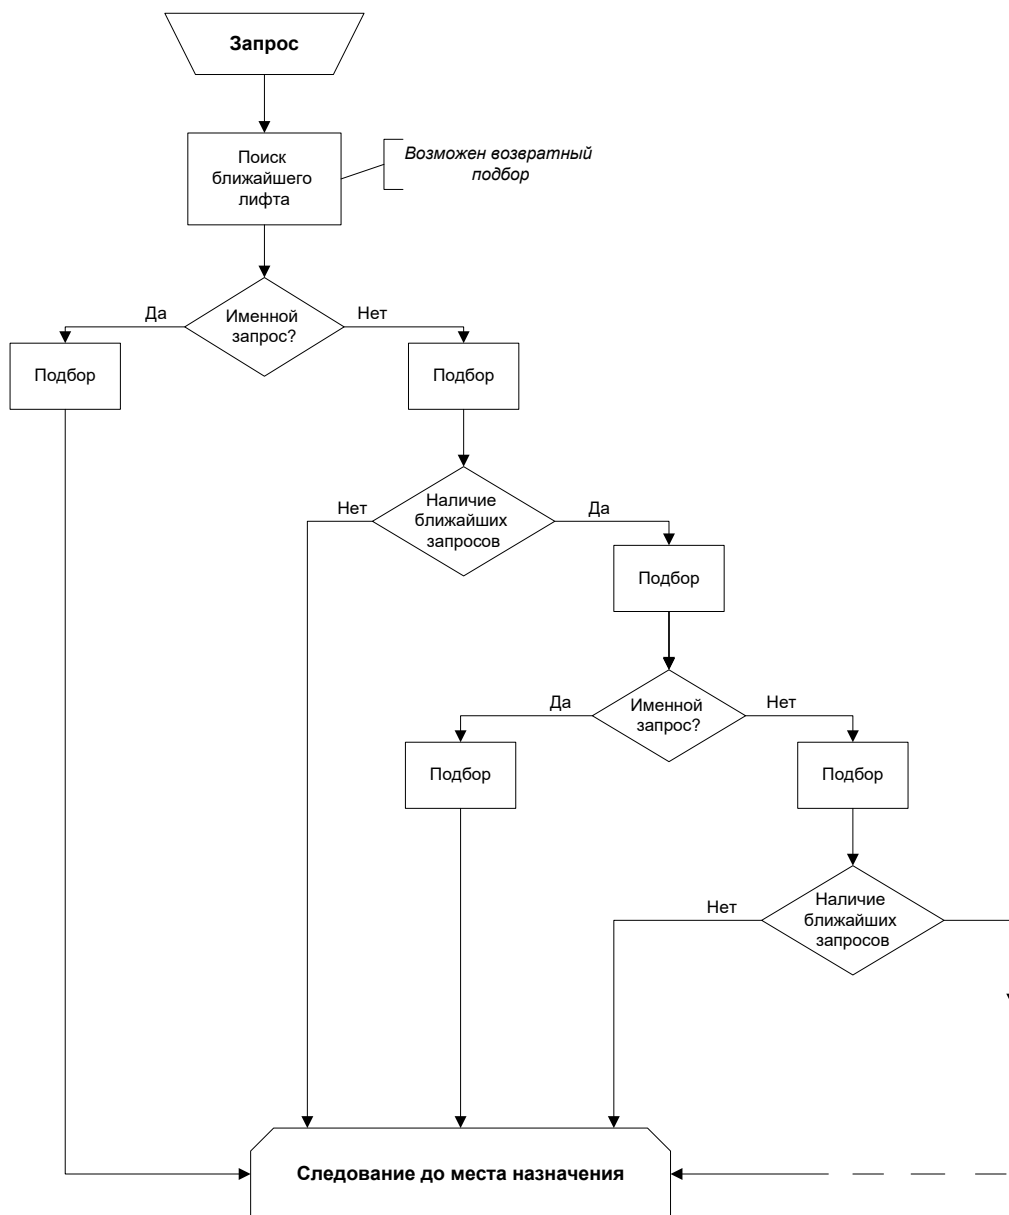 Запрос
Поиск
ближайшего
лифта
Возможен возвратный
подбор
Да
Именной
запрос?
Нет
Подбор
Подбор
Нет
Наличие
ближайших
запросов
Да
Подбор
Да
Именной
запрос?
Нет
Подбор
Подбор
Нет
Наличие
ближайших
запросов
Следование до места назначения